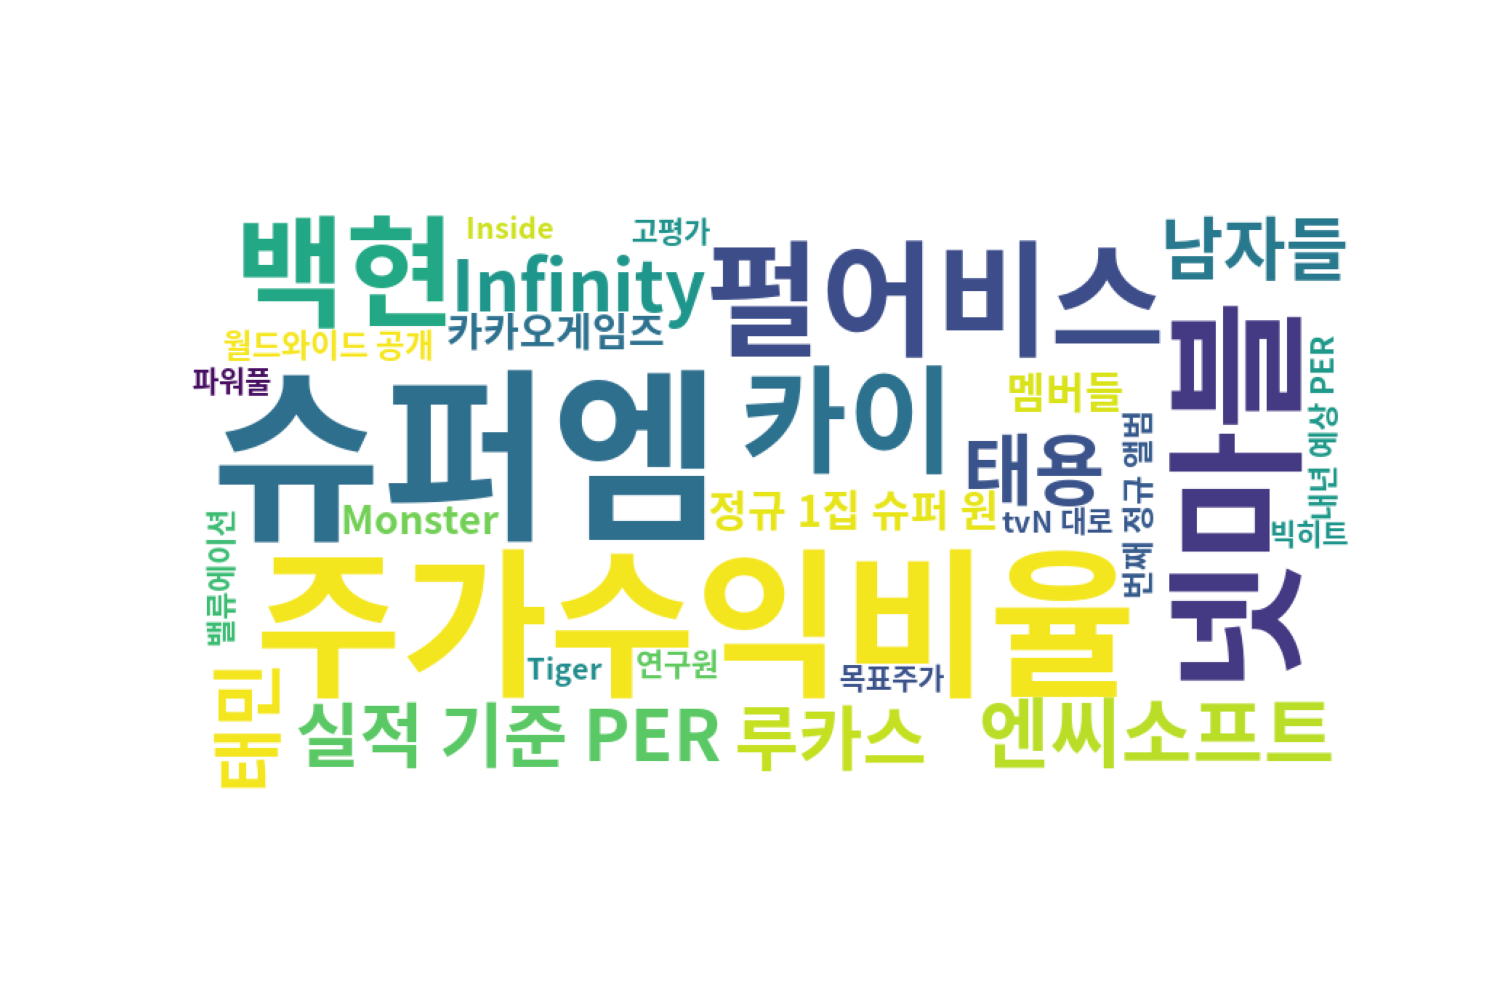 백현
Inside
고평가
남자들
Infinity
펄어비스
카카오게임즈
월드와이드 공개
파워풀
슈퍼엠
카이
멤버들
넷마블
내년 예상 PER
태용
번째 정규 앨범
정규 1집 슈퍼 원
tvN 대로
Monster
빅히트
밸류에이션
주가수익비율
Tiger
연구원
목표주가
태민
실적 기준 PER
루카스
엔씨소프트